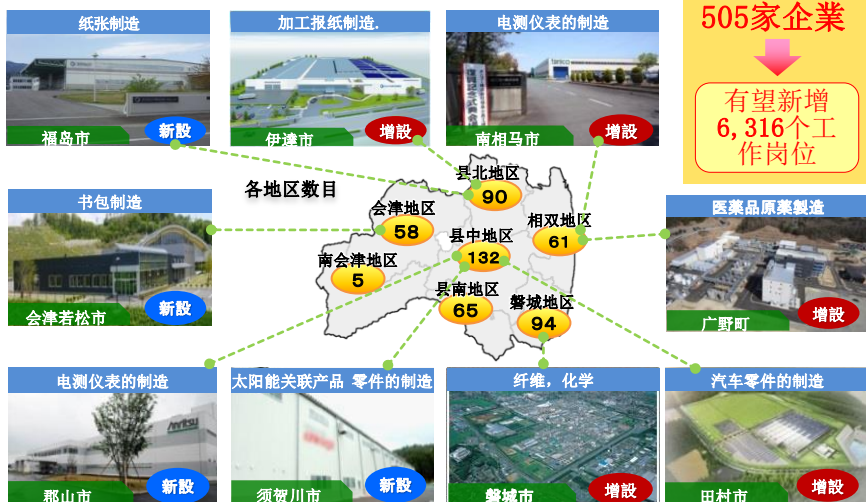 纸张制造
福岛市
新設
加工报纸制造.
伊達市
增設
电测仪表的制造
tanico
南相马市
增設
505家企業
有望新增
6,316个工
作岗位
各地区数目
县北地区
90
会津地区
58
相双地区
61
县中地区
132
南会津地区
5
县南地区
65
磐城地区
94
书包制造
会津若松市
新設
医薬品原薬製造
广野町
增設
电测仪表的制造
Anritsu
郡山市
新設
太阳能关联产品 零件的制造
须贺川市
新設
纤维，化学
磐城市
增設
汽车零件的制造
田村市
增設